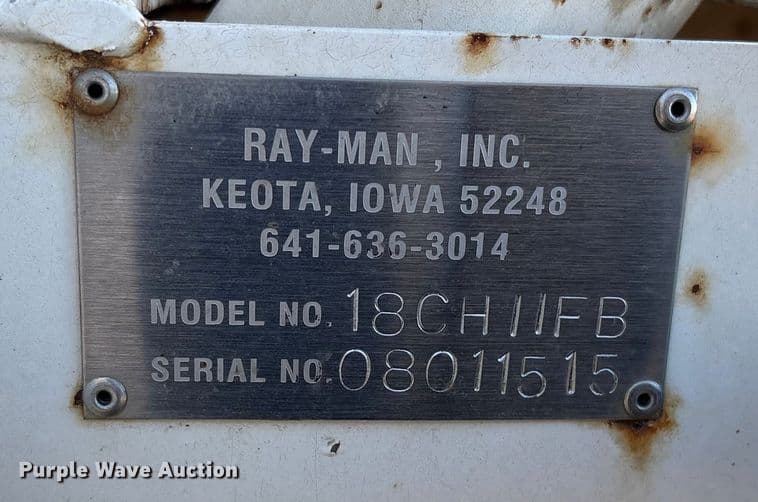 RAY-MAN , INC.
KEOTA, IOWA 52248
641-636-3014
MODEL NO. 18CH11FB
SERIAL NO. 08011515
Purple Wave Auction